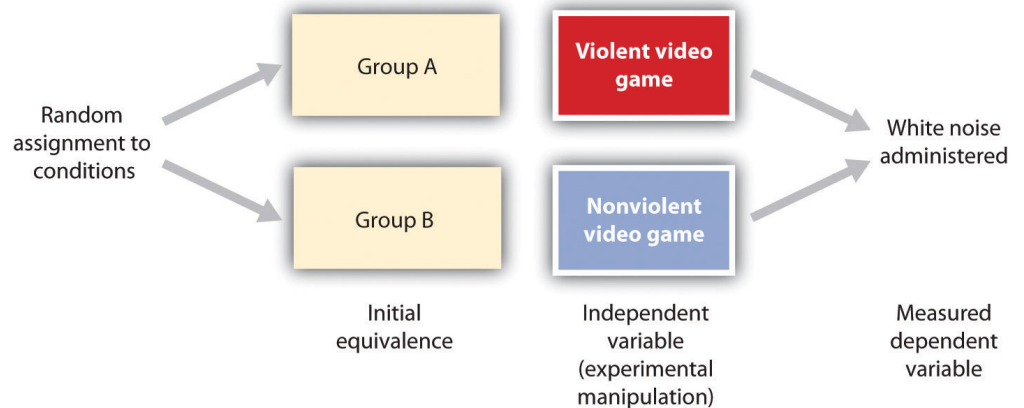 Random
assignment to
conditions
Group A
Group B
Violent video
game
Nonviolent
video game
White noise
administered
Initial
equivalence
Independent
variable
(experimental
manipulation)
Measured
dependent
variable